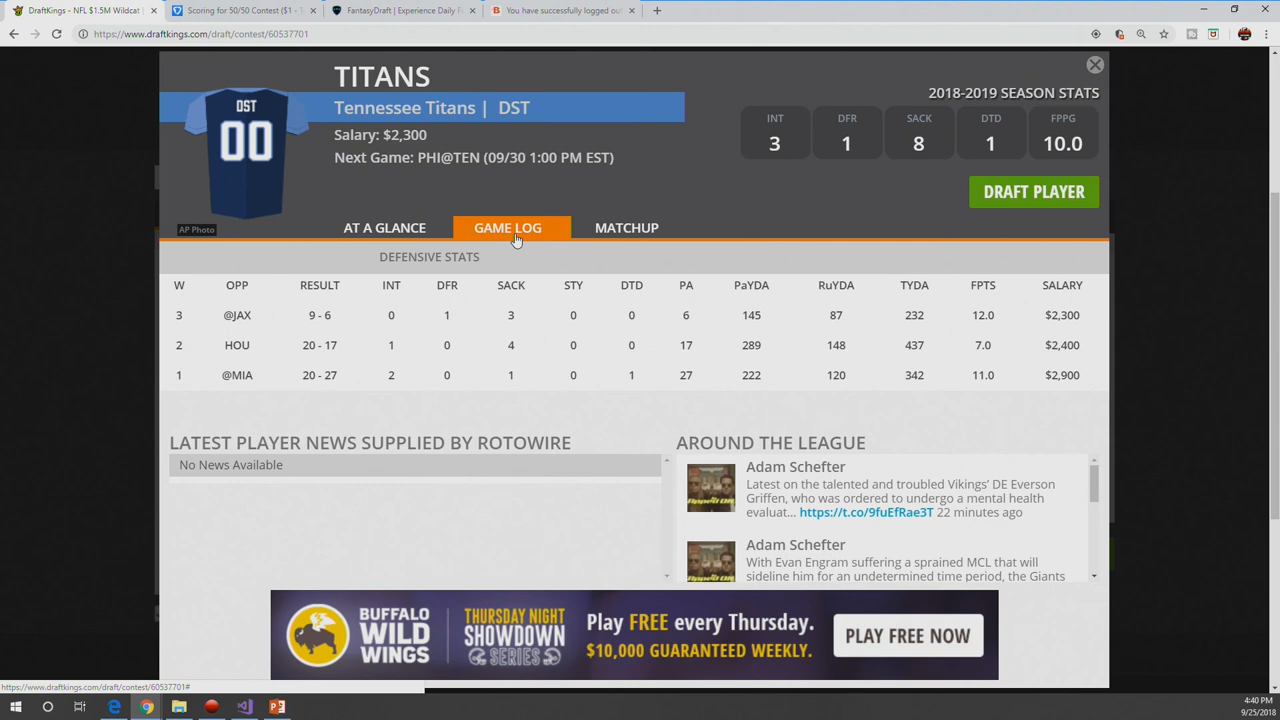 DraftKings - NFL $1.5M Wildcat
Scoring for 50/50 Contest ($1 - T
FantasyDraft | Experience Daily F
You have successfully logged ou
https://www.draftkings.com/draft/contest/60537701
TITANS
Tennessee Titans | DST
Salary: $2,300
Next Game: PHI@TEN (09/30 1:00 PM EST)
DST
00
AP Photo
2018-2019 SEASON STATS
INT DFR SACK DTD FPPG
3 1 8 1 10.0
DRAFT PLAYER
AT A GLANCE GAME LOG MATCHUP
DEFENSIVE STATS
W OPP RESULT INT DFR SACK STY DTD PA PaYDA RuYDA TYDA FPTS SALARY
3 @JAX 9 - 6 0 1 3 0 0 6 145 87 232 12.0 $2,300
2 HOU 20 - 17 1 0 4 0 0 17 289 148 437 7.0 $2,400
1 @MIA 20 - 27 2 0 1 0 1 27 222 120 342 11.0 $2,900
LATEST PLAYER NEWS SUPPLIED BY ROTOWIRE
No News Available
AROUND THE LEAGUE
Adam Schefter
Latest on the talented and troubled Vikings' DE Everson
Griffen, who was ordered to undergo a mental health
evaluat... https://t.co/9fuEfRae3T 22 minutes ago
Adam Schefter
With Evan Engram suffering a sprained MCL that will
sideline him for an undetermined time period, the Giants
BUFFALO
WILD
WINGS
THURSDAY NIGHT
SHOWDOWN
SERIES
Play FREE every Thursday.
$10,000 GUARANTEED WEEKLY.
PLAY FREE NOW
https://www.draftkings.com/draft/contest/60537701#
4:40 PM
9/25/2018